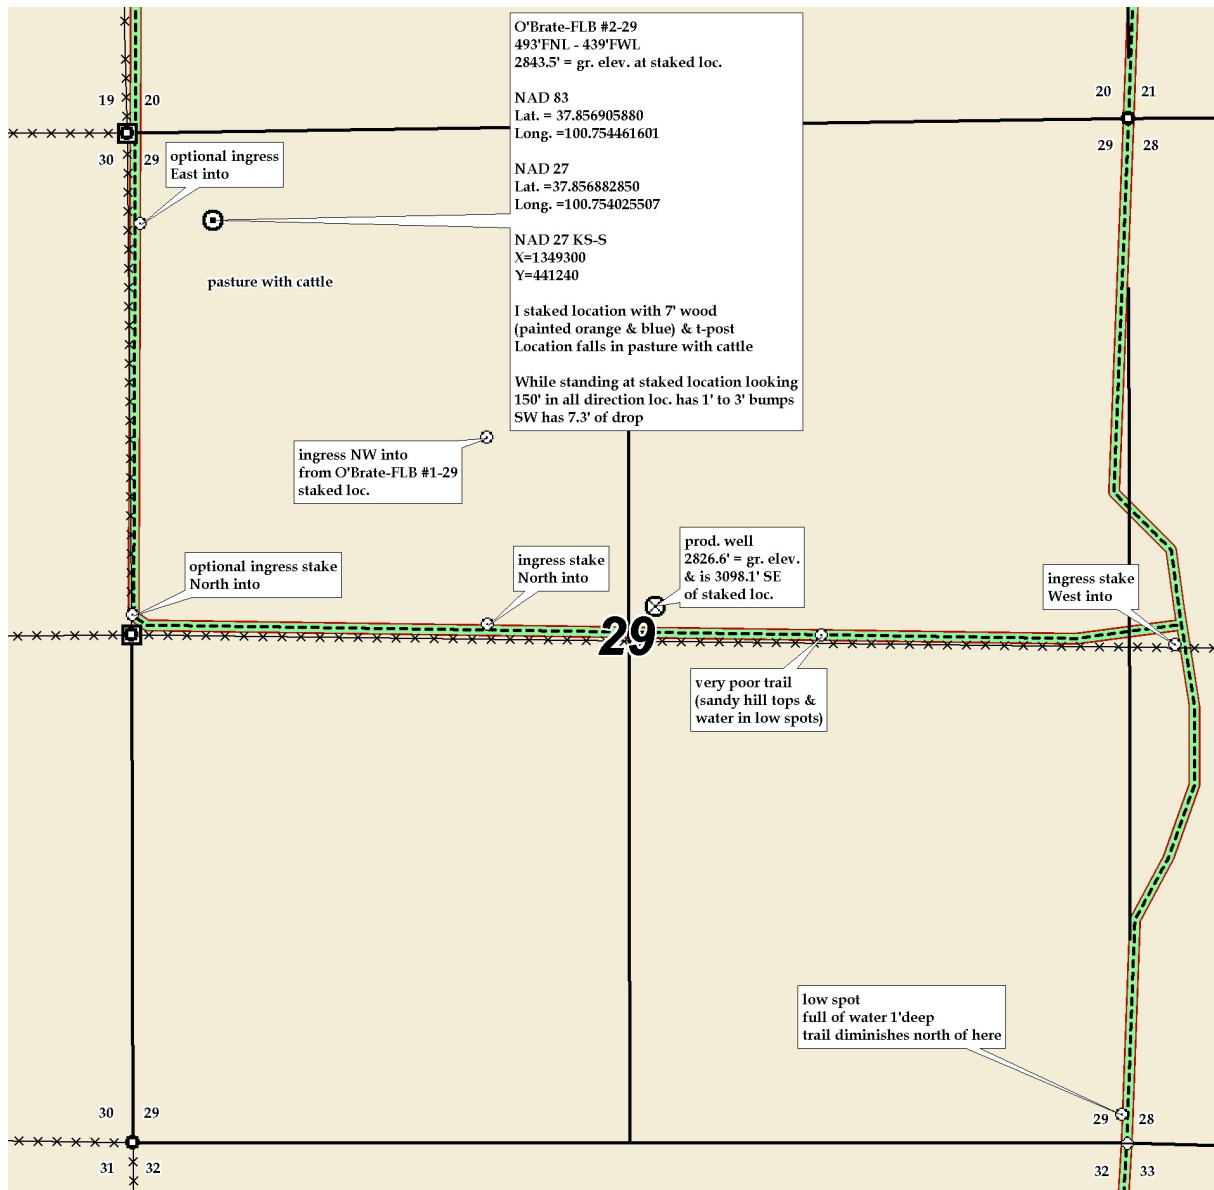 O'Brate-FLB #2-29
493'FNL - 439'FWL
2843.5' = gr. elev. at staked loc.
NAD 83
Lat. = 37.856905880
Long. =100.754461601
NAD 27
Lat. =37.856882850
Long. =100.754025507
NAD 27 KS-S
X=1349300
Y=441240
I staked location with 7' wood
(painted orange & blue) & t-post
Location falls in pasture with cattle
While standing at staked location looking
150' in all direction loc. has 1' to 3' bumps
SW has 7.3' of drop
19 20
30 29
20 21
29 28
optional ingress
East into
pasture with cattle
ingress NW into
from O'Brate-FLB #1-29
staked loc.
optional ingress stake
North into
ingress stake
North into
prod. well
2826.6' = gr. elev.
& is 3098.1' SE
of staked loc.
ingress stake
West into
29
very poor trail
(sandy hill tops &
water in low spots)
low spot
full of water 1'deep
trail diminishes north of here
30 29
31 32
29 28
32 33